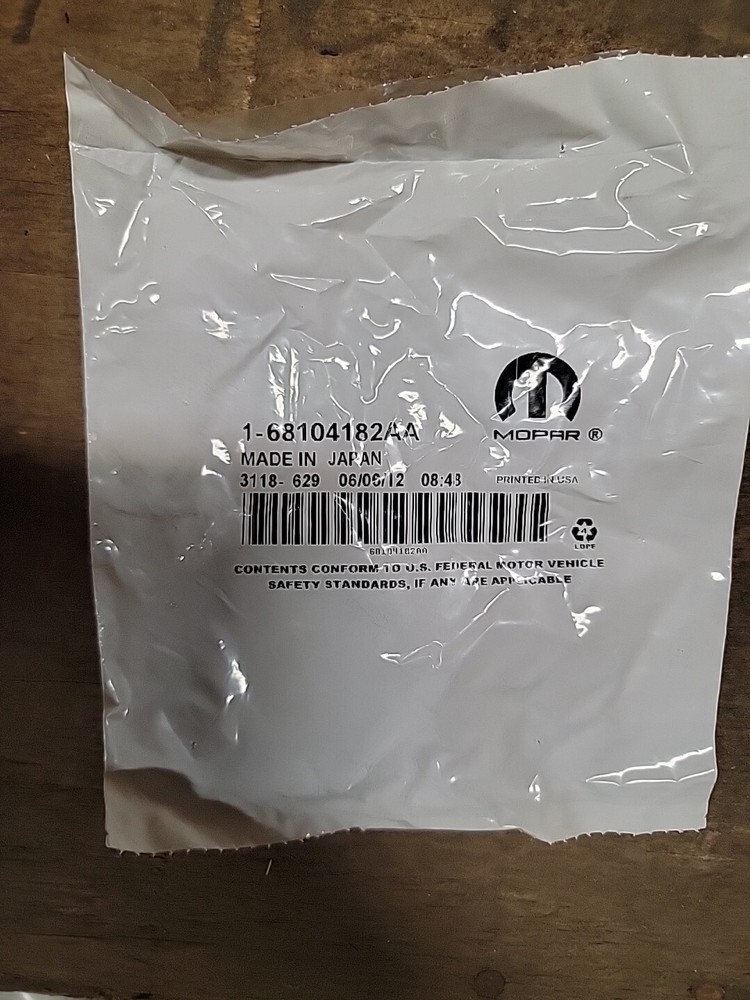 MOPAR ®
1-68104182AA
MADE IN JAPAN
3118- 629 06/06/12 08:48 PRINTED IN USA
4
LDPE
68104182AA
CONTENTS CONFORM TO U.S. FEDERAL MOTOR VEHICLE
SAFETY STANDARDS, IF ANY ARE APPLICABLE